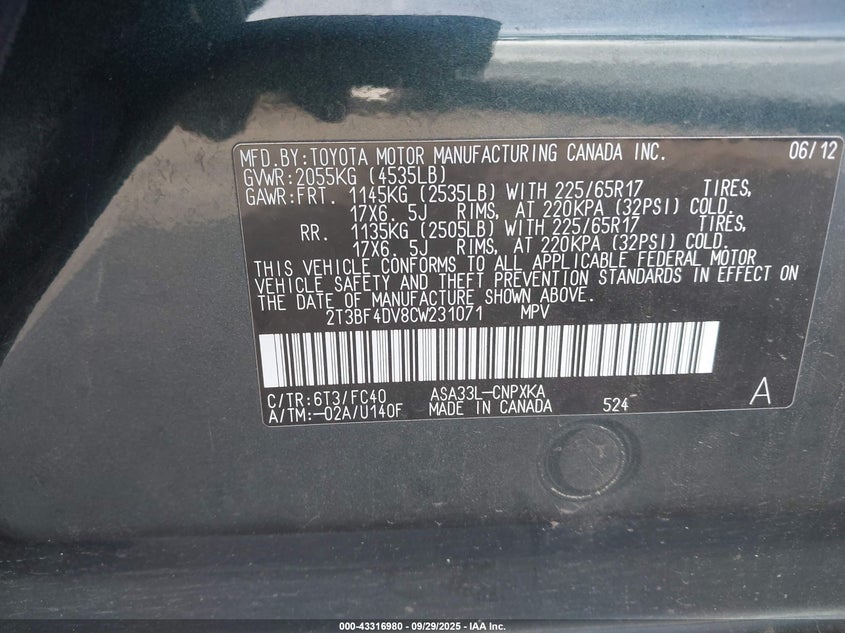 MFD.BY:TOYOTA MOTOR MANUFACTURING CANADA INC. 06/12
GVWR:2055KG (4535LB)
GAWR:FRT. 1145KG (2535LB) WITH 225/65R17 TIRES,
17X6. 5J RIMS, AT 220KPA (32PSI) COLD.
RR. 1135KG (2505LB) WITH 225/65R17 TIRES,
17X6. 5J RIMS, AT 220KPA (32PSI) COLD.
THIS VEHICLE CONFORMS TO ALL APPLICABLE FEDERAL MOTOR
VEHICLE SAFETY AND THEFT PREVENTION STANDARDS IN EFFECT ON
THE DATE OF MANUFACTURE SHOWN ABOVE.
2T3BF4DV8CW231071 MPV
C/TR:6T3/FC40 ASA33L-CNPXKA
A/TM:-02A/U140F MADE IN CANADA 524 A
000-43316980 - 09/29/2025 - IAA Inc.